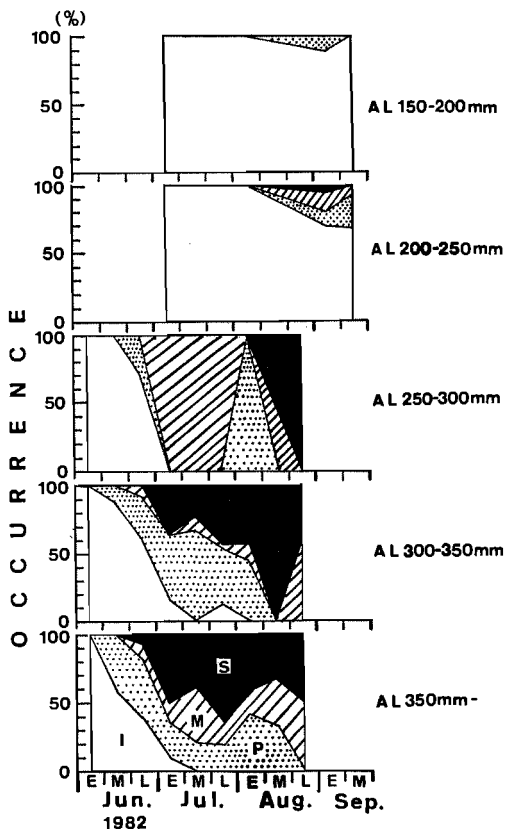 (%)
100
50
0
AL 150-200mm
100
50
0
AL 200-250mm
100
50
0
AL 250-300mm
100
50
0
AL 300-350mm
100
50
0
AL 350mm-
OCCURRENCE
S
M
I
P
E M L E M L E M L E M
Jun. Jul. Aug. Sep.
1982